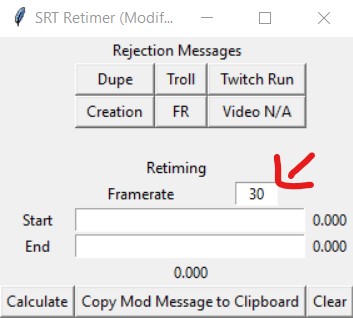 SRT Retimer (Modif...
Rejection Messages
Dupe Troll Twitch Run
Creation FR Video N/A
Retiming
Framerate 30
Start 0.000
End 0.000
0.000
Calculate Copy Mod Message to Clipboard Clear